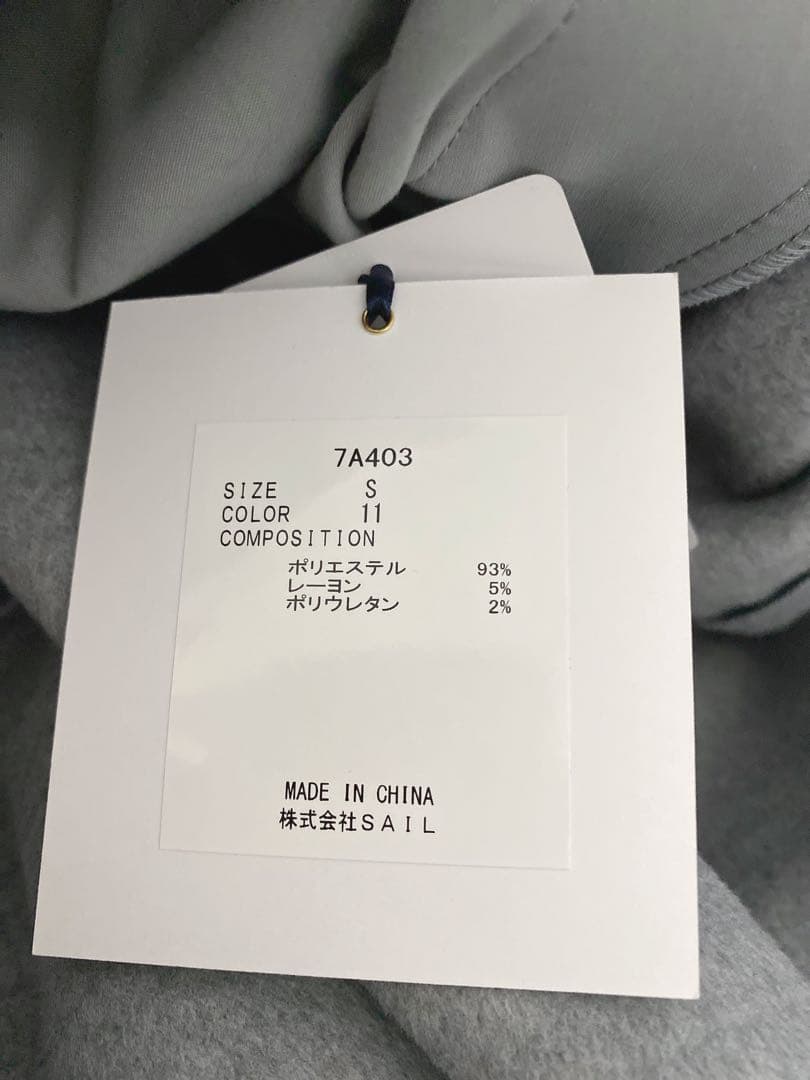 7A403
SIZE S
COLOR 11
COMPOSITION
ポリエステル 93%
レーヨン 5%
ポリウレタン 2%
MADE IN CHINA
株式会社SAIL